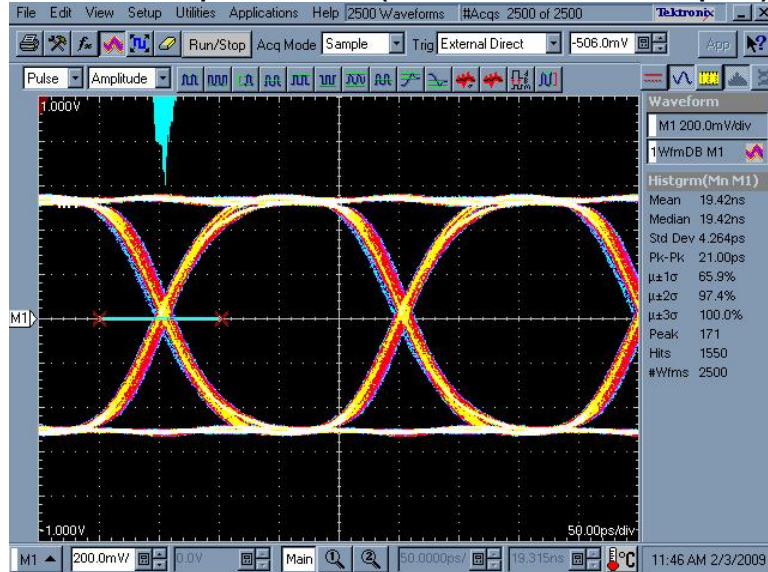 File Edit View Setup Utilities Applications Help 2500 Waveforms #Acqs 2500 of 2500 Tektronix
Run/Stop Acq Mode Sample Trig External Direct -506.0mV App
Pulse Amplitude
1.000V
Waveform
M1 200.0mV/div
1 WfmDB M1
Histgrm(Mn M1)
Mean 19.42ns
Median 19.42ns
Std Dev 4.264ps
Pk-Pk 21.00ps
µ±1σ 65.9%
µ±2σ 97.4%
µ±3σ 100.0%
Peak 171
Hits 1550
#Wfms 2500
M1
-1.000V 50.00ps/div
M1 200.0mV/ 0.0V Main 1 2 50.0000ps/ 19.315ns °C 11:46 AM 2/3/2009